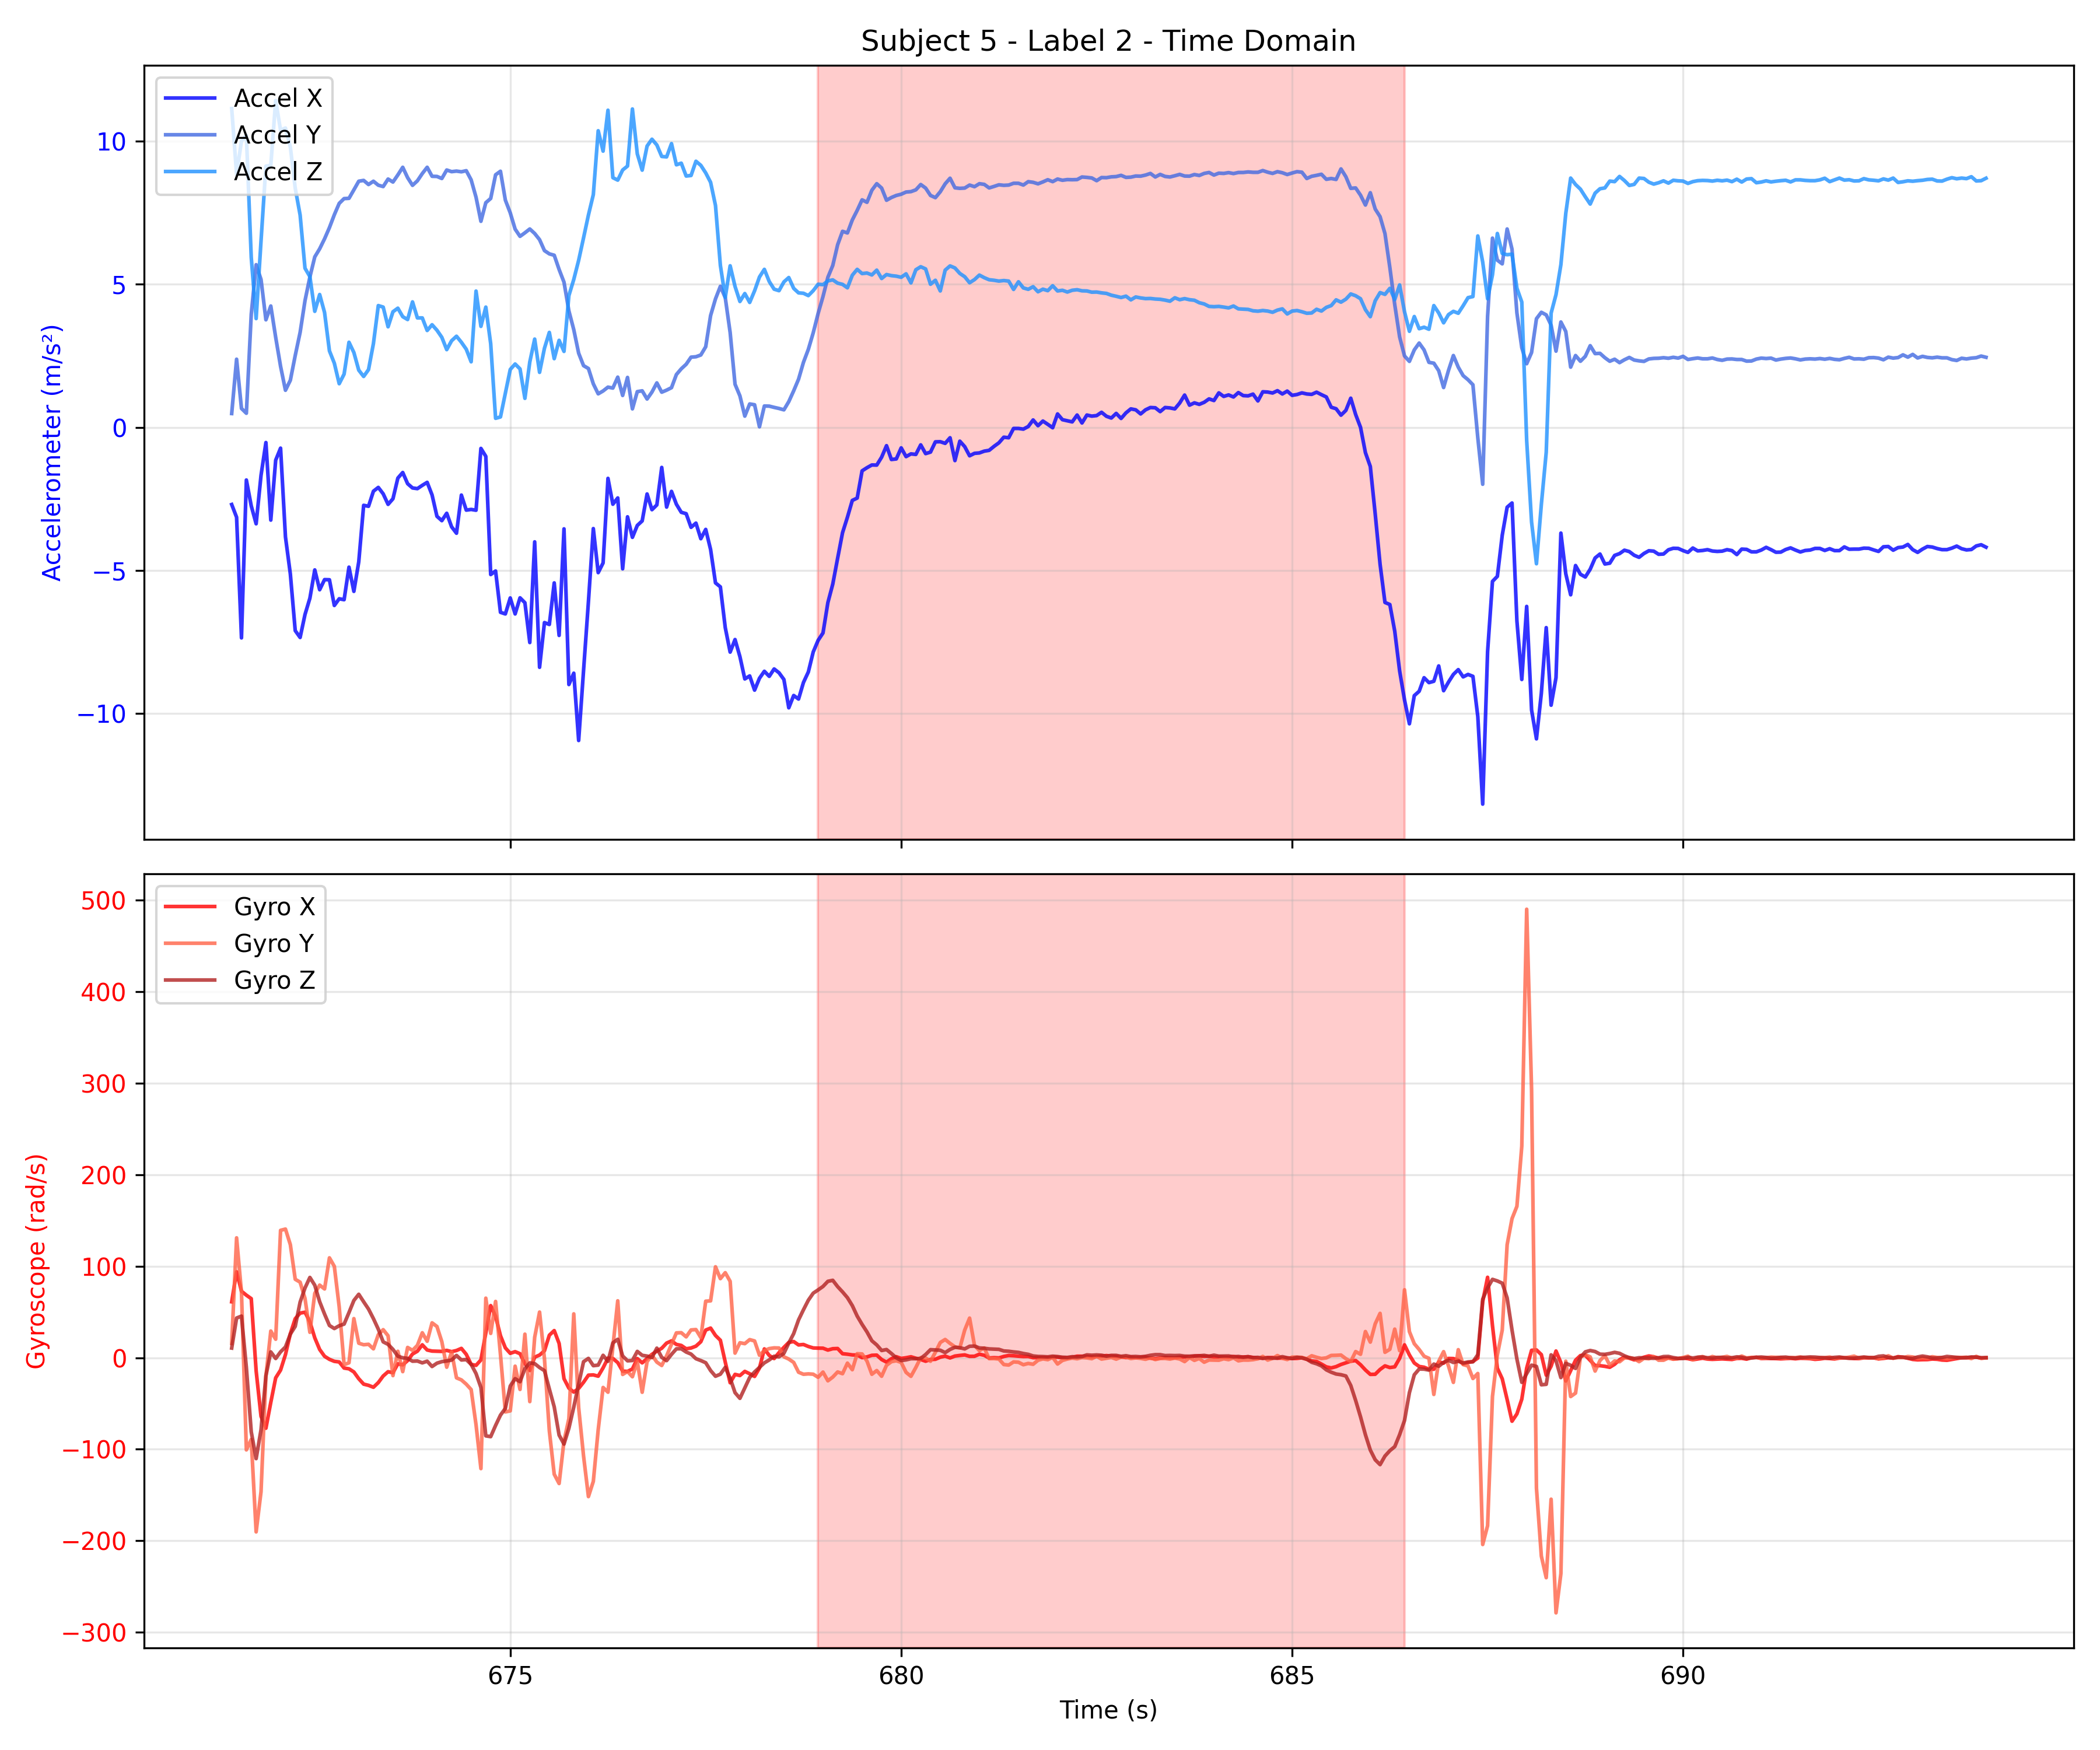 Subject 5 - Label 2 - Time Domain
Accel X
Accel Y
Accel Z
10
5
0
−5
−10
Accelerometer (m/s²)
Gyro X
Gyro Y
Gyro Z
500
400
300
200
100
0
−100
−200
−300
Gyroscope (rad/s)
675
680
685
690
Time (s)